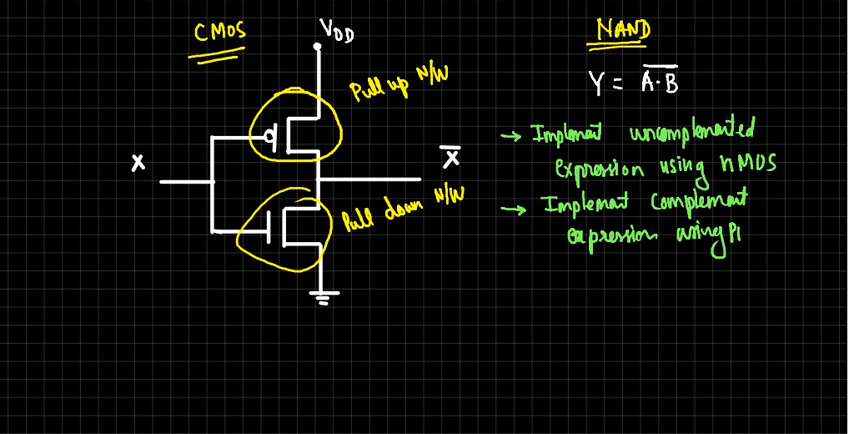 CMOS
VDD
Pull up N/W
X
X̅
Pull down N/W
NAND
Y = A̅·̅B̅
→ Implement uncomplemented
expression using nMOS
→ Implement complement
expression using P